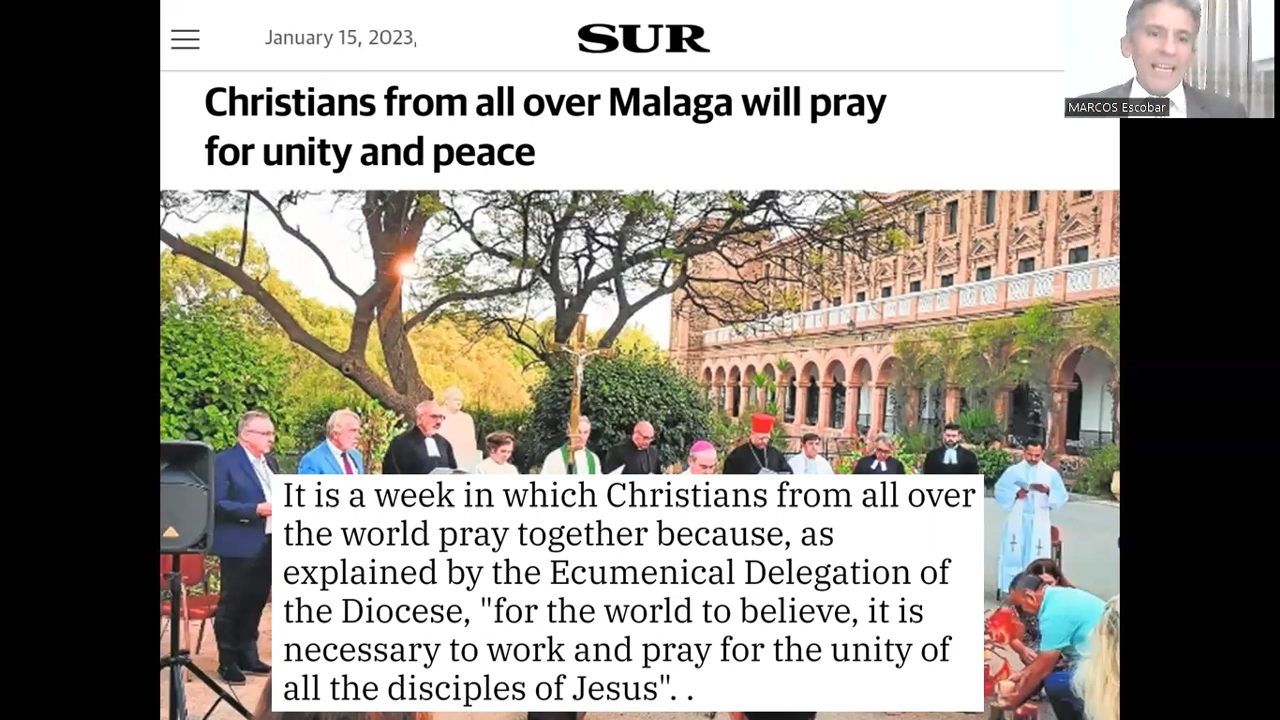 January 15, 2023,
SUR
MARCOS Escobar
Christians from all over Malaga will pray
for unity and peace
It is a week in which Christians from all over
the world pray together because, as
explained by the Ecumenical Delegation of
the Diocese, "for the world to believe, it is
necessary to work and pray for the unity of
all the disciples of Jesus". .